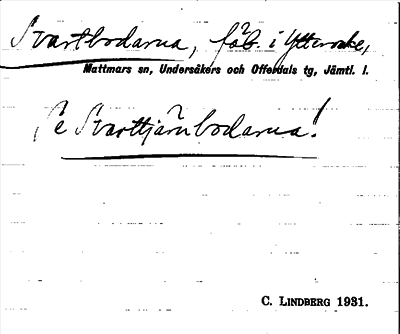 Svartbodarna, fäb. i Ytterocke,
Mattmars sn, Undersåkers och Offerdals tg, Jämtl. l.
Se Svarttjärnbodarna!
C. LINDBERG 1931.